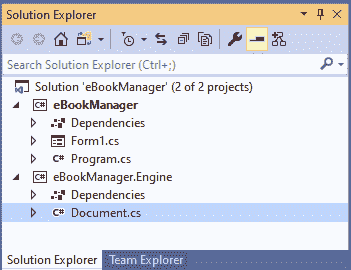 Solution Explorer
Search Solution Explorer (Ctrl+;)
Solution 'eBookManager' (2 of 2 projects)
C# eBookManager
Dependencies
Form1.cs
C# Program.cs
C# eBookManager.Engine
Dependencies
C# Document.cs
Solution Explorer Team Explorer